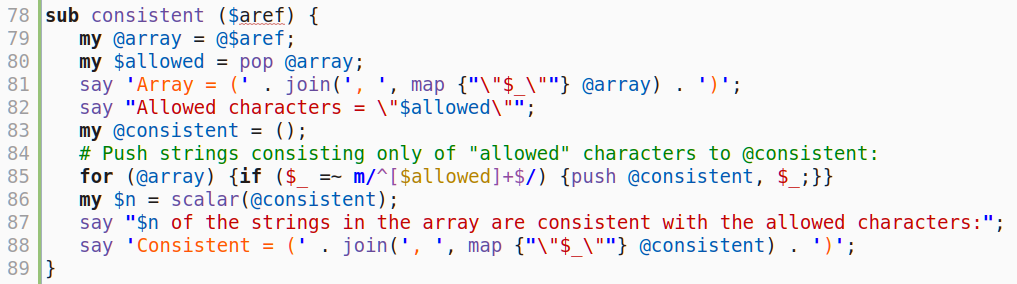 78 sub consistent ($aref) {
79    my @array = @$aref;
80    my $allowed = pop @array;
81    say 'Array = (' . join(', ', map {"\"$_\""} @array) . ')';
82    say "Allowed characters = \"$allowed\"";
83    my @consistent = ();
84    # Push strings consisting only of "allowed" characters to @consistent:
85    for (@array) {if ($_ =~ m/^[$allowed]+$/) {push @consistent, $_;}}
86    my $n = scalar(@consistent);
87    say "$n of the strings in the array are consistent with the allowed characters:";
88    say 'Consistent = (' . join(', ', map {"\"$_\""} @consistent) . ')';
89 }